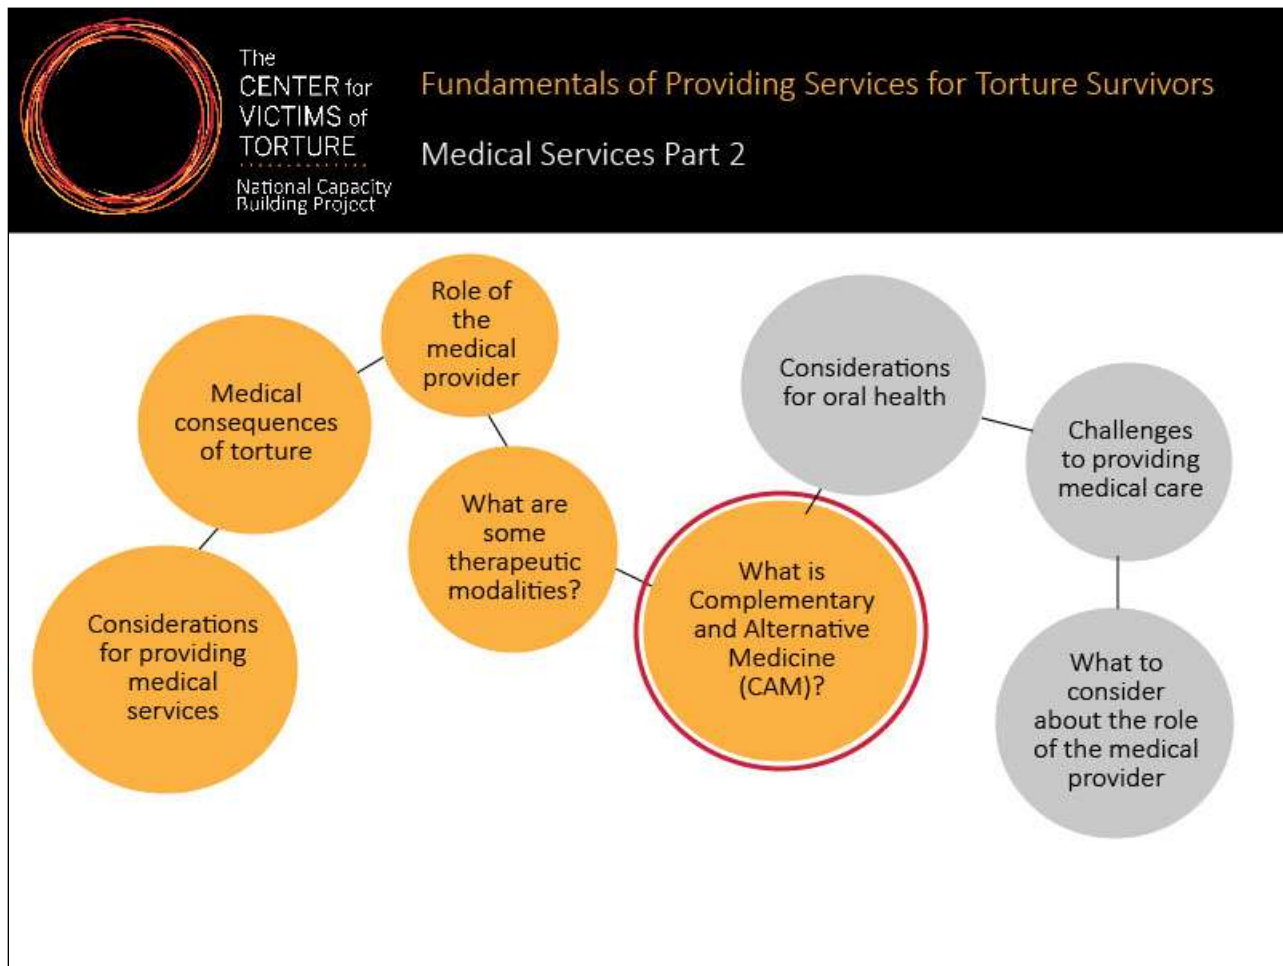 The
CENTER for
VICTIMS of
TORTURE
National Capacity
Building Project
Fundamentals of Providing Services for Torture Survivors
Medical Services Part 2
Considerations
for providing
medical
services
Medical
consequences
of torture
Role of
the
medical
provider
What are
some
therapeutic
modalities?
What is
Complementary
and Alternative
Medicine
(CAM)?
Considerations
for oral health
Challenges
to providing
medical care
What to
consider
about the role
of the medical
provider